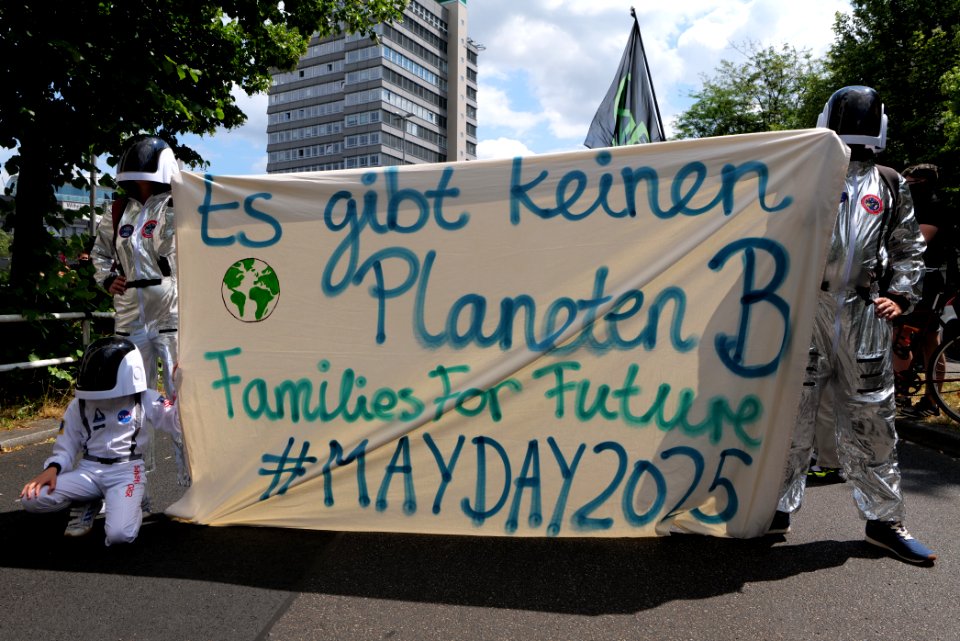 Es gibt keinen
Planeten B
Families For Future
#MAYDAY2025